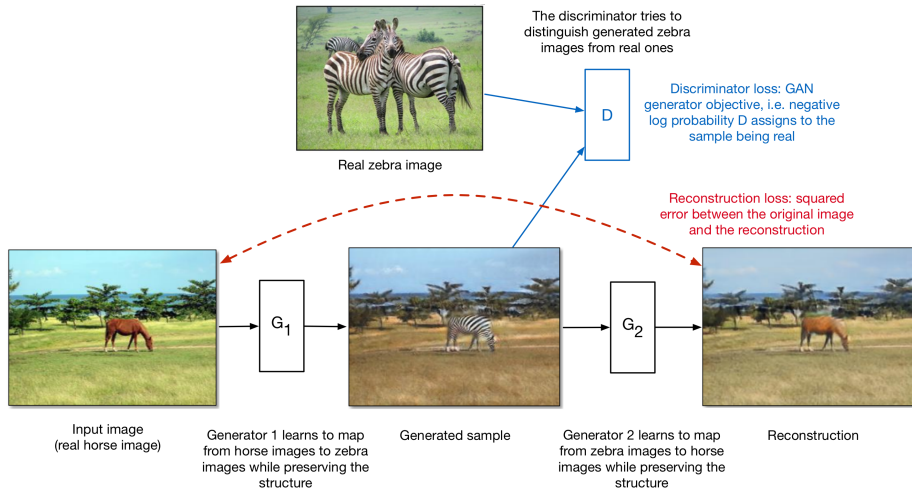 The discriminator tries to
distinguish generated zebra
images from real ones
D
Discriminator loss: GAN
generator objective, i.e. negative
log probability D assigns to the
sample being real
Real zebra image
Reconstruction loss: squared
error between the original image
and the reconstruction
G1
G2
Input image
(real horse image)
Generator 1 learns to map
from horse images to zebra
images while preserving the
structure
Generated sample
Generator 2 learns to map
from zebra images to horse
images while preserving the
structure
Reconstruction